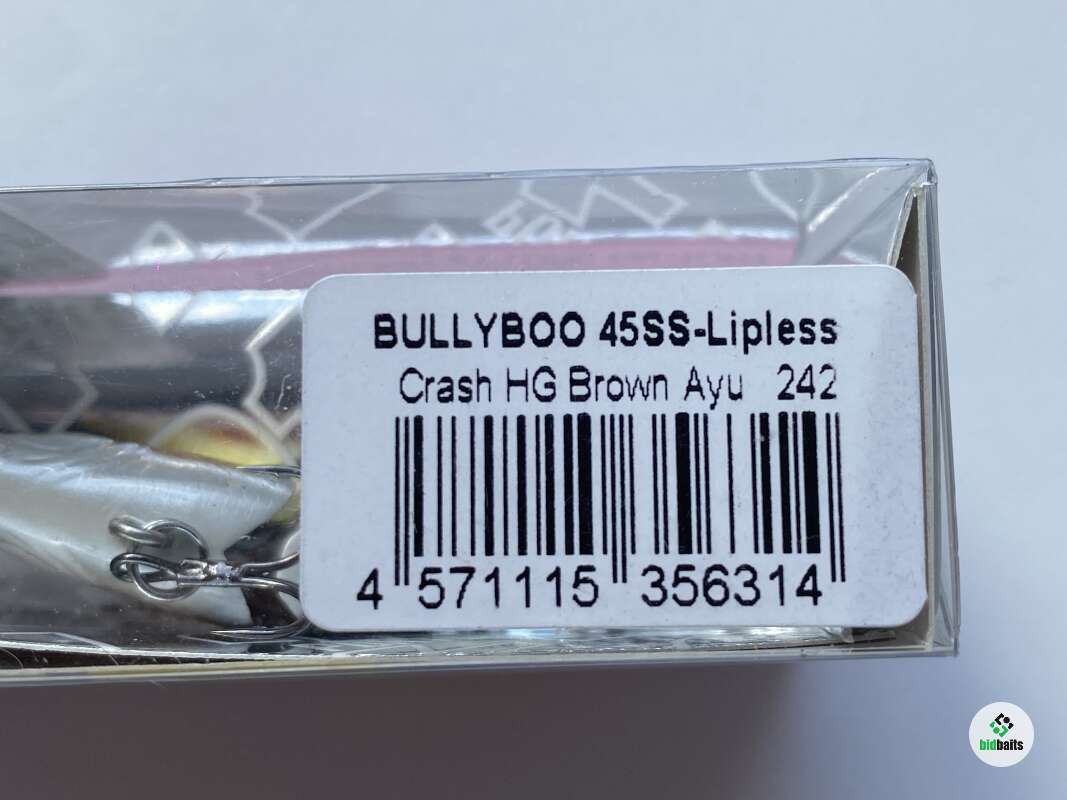 BULLYBOO 45SS-Lipless
Crash HG Brown Ayu 242
4 571115 356314
bidbaits